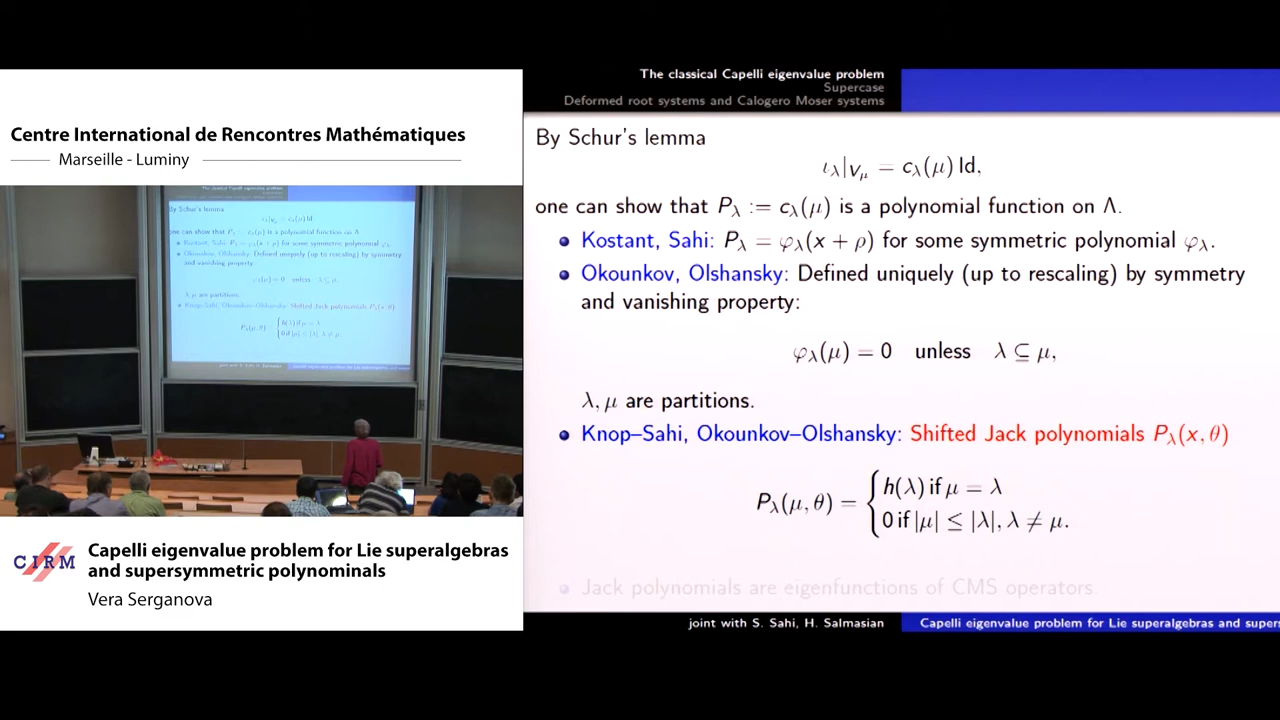 Centre International de Rencontres Mathématiques
Marseille - Luminy
CIRM
Capelli eigenvalue problem for Lie superalgebras
and supersymmetric polynominals
Vera Serganova
The classical Capelli eigenvalue problem
Supercase
Deformed root systems and Calogero Moser systems
By Schur's lemma
ι_λ|_{V_μ} = c_λ(μ) Id,
one can show that P_λ := c_λ(μ) is a polynomial function on Λ.
Kostant, Sahi: P_λ = φ_λ(x + ρ) for some symmetric polynomial φ_λ.
Okounkov, Olshansky: Defined uniquely (up to rescaling) by symmetry
and vanishing property:
φ_λ(μ) = 0 unless λ ⊆ μ,
λ, μ are partitions.
Knop–Sahi, Okounkov–Olshansky: Shifted Jack polynomials P_λ(x, θ)
P_λ(μ, θ) = { h(λ) if μ = λ
0 if |μ| ≤ |λ|, λ ≠ μ.
Jack polynomials are eigenfunctions of CMS operators.
joint with S. Sahi, H. Salmasian
Capelli eigenvalue problem for Lie superalgebras and super